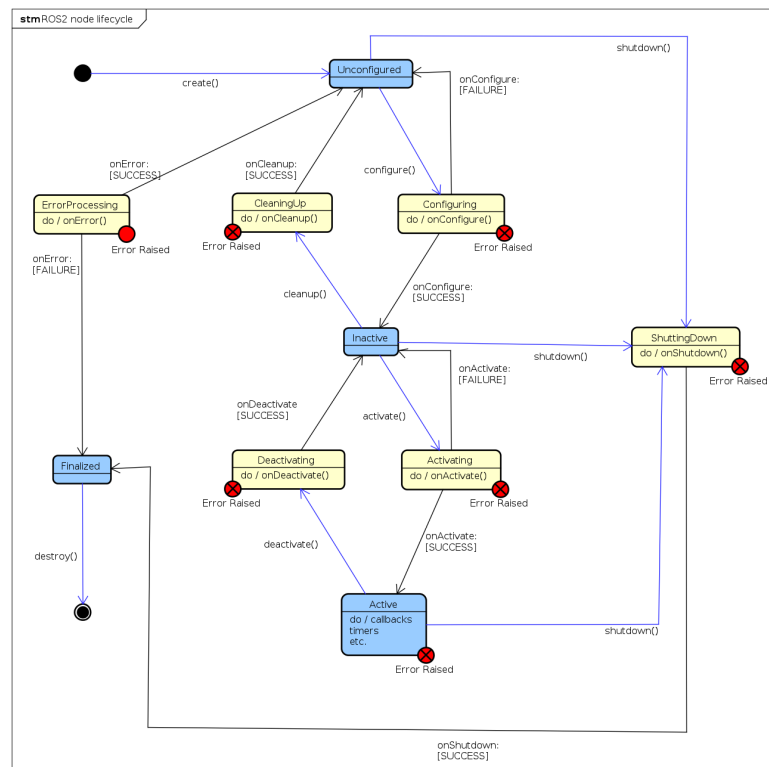 stm ROS2 node lifecycle
shutdown()
Unconfigured
create()
onConfigure:
[FAILURE]
onError:
[SUCCESS]
onCleanup:
[SUCCESS]
configure()
ErrorProcessing
do / onError()
Error Raised
CleaningUp
do / onCleanup()
Error Raised
Configuring
do / onConfigure()
Error Raised
onError:
[FAILURE]
onConfigure:
[SUCCESS]
cleanup()
Inactive
shutdown()
ShuttingDown
do / onShutdown()
Error Raised
onActivate:
[FAILURE]
onDeactivate
[SUCCESS]
activate()
Finalized
Deactivating
do / onDeactivate()
Error Raised
Activating
do / onActivate()
Error Raised
destroy()
deactivate()
onActivate:
[SUCCESS]
Active
do / callbacks
timers
etc.
Error Raised
shutdown()
onShutdown:
[SUCCESS]